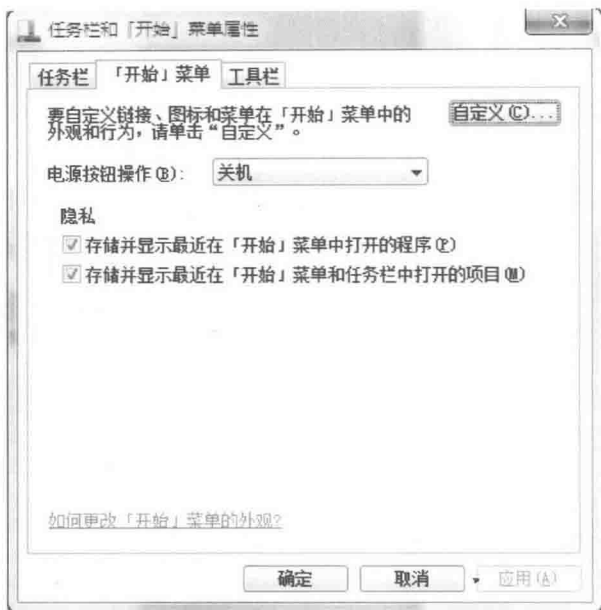 任务栏和「开始」菜单属性
任务栏 「开始」菜单 工具栏
要自定义链接、图标和菜单在「开始」菜单中的 自定义(C)...
外观和行为，请单击“自定义”。
电源按钮操作(B): 关机
隐私
存储并显示最近在「开始」菜单中打开的程序(P)
存储并显示最近在「开始」菜单和任务栏中打开的项目(M)
如何更改「开始」菜单的外观?
确定 取消 应用(A)